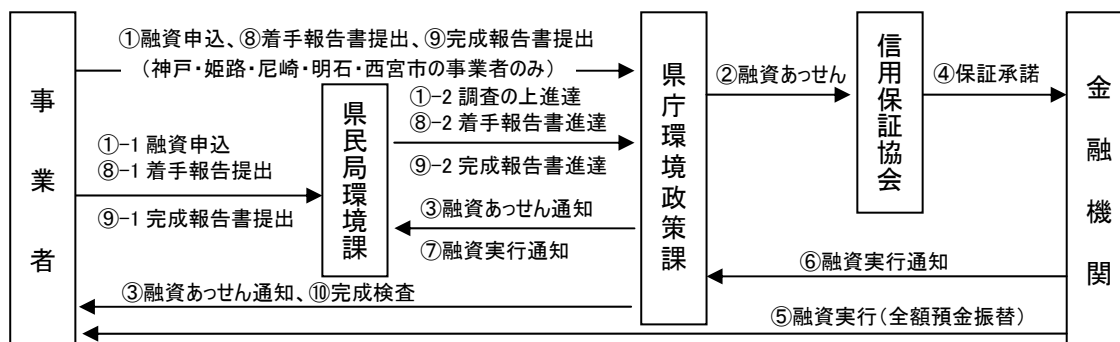 事業者
①融資申込、⑧着手報告書提出、⑨完成報告書提出
（神戸・姫路・尼崎・明石・西宮市の事業者のみ）
①-1 融資申込
⑧-1 着手報告提出
⑨-1 完成報告書提出
県民局環境課
①-2 調査の上進達
⑧-2 着手報告書進達
⑨-2 完成報告書進達
③融資あっせん通知
⑦融資実行通知
③融資あっせん通知、⑩完成検査
県庁環境政策課
②融資あっせん
信用保証協会
④保証承諾
⑥融資実行通知
⑤融資実行（全額預金振替）
金融機関